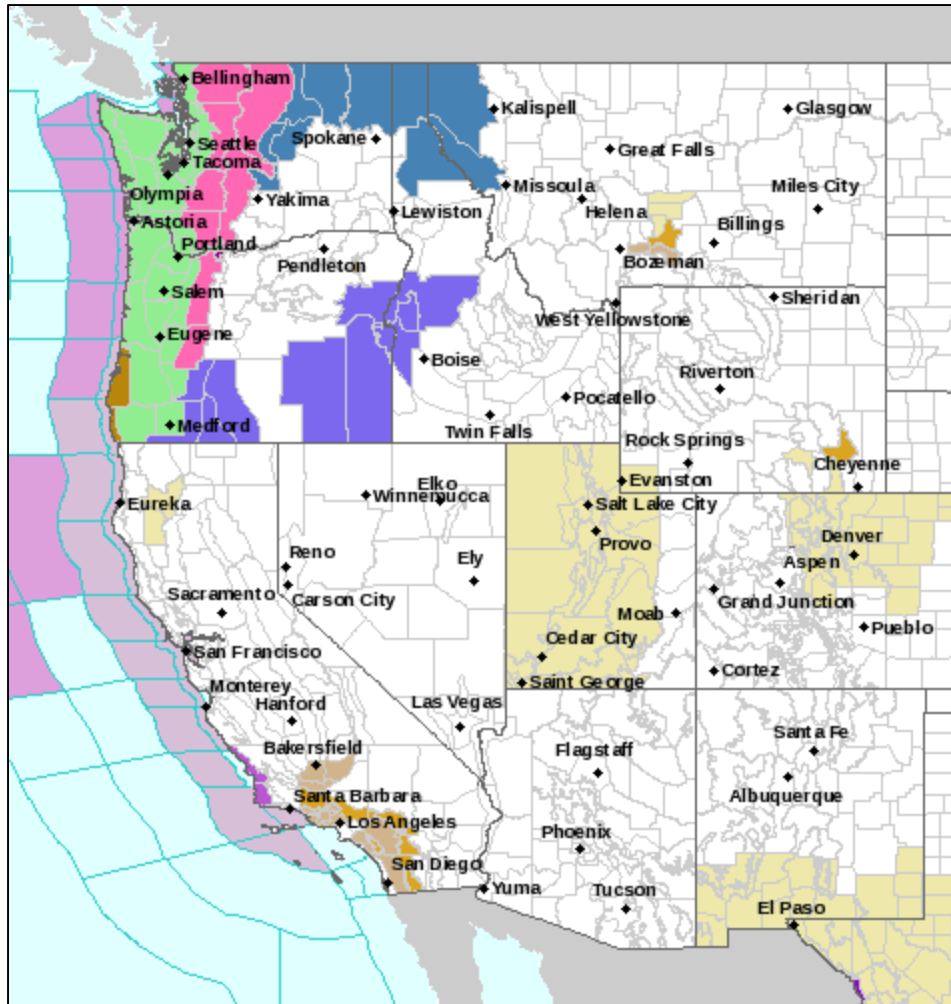 Bellingham
Kalispell
Glasgow
Spokane
Seattle
Great Falls
Tacoma
Olympia
Yakima
Missoula
Helena
Miles City
Lewiston
Astoria
Billings
Portland
Pendleton
Bozeman
Salem
Sheridan
West Yellowstone
Eugene
Boise
Riverton
Pocatello
Medford
Twin Falls
Rock Springs
Cheyenne
Evanston
Elko
Winnemucca
Eureka
Salt Lake City
Provo
Denver
Reno
Ely
Aspen
Carson City
Sacramento
Grand Junction
Moab
Pueblo
Cedar City
San Francisco
Cortez
Saint George
Monterey
Hanford
Las Vegas
Bakersfield
Flagstaff
Santa Fe
Santa Barbara
Albuquerque
Los Angeles
Phoenix
San Diego
Yuma
Tucson
El Paso